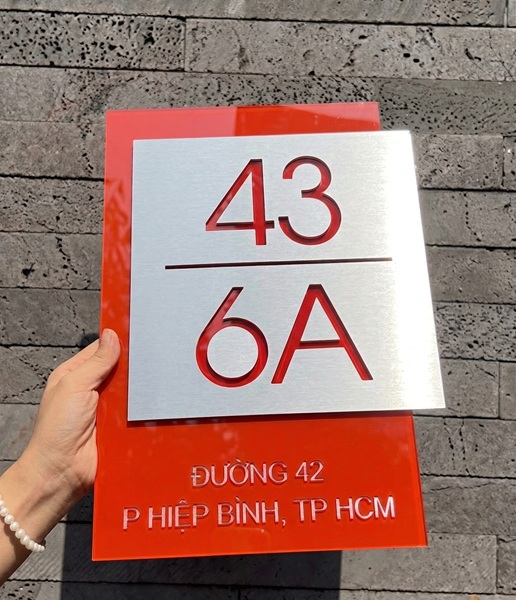 43
6A
ĐƯỜNG 42
P HIỆP BÌNH, TP HCM